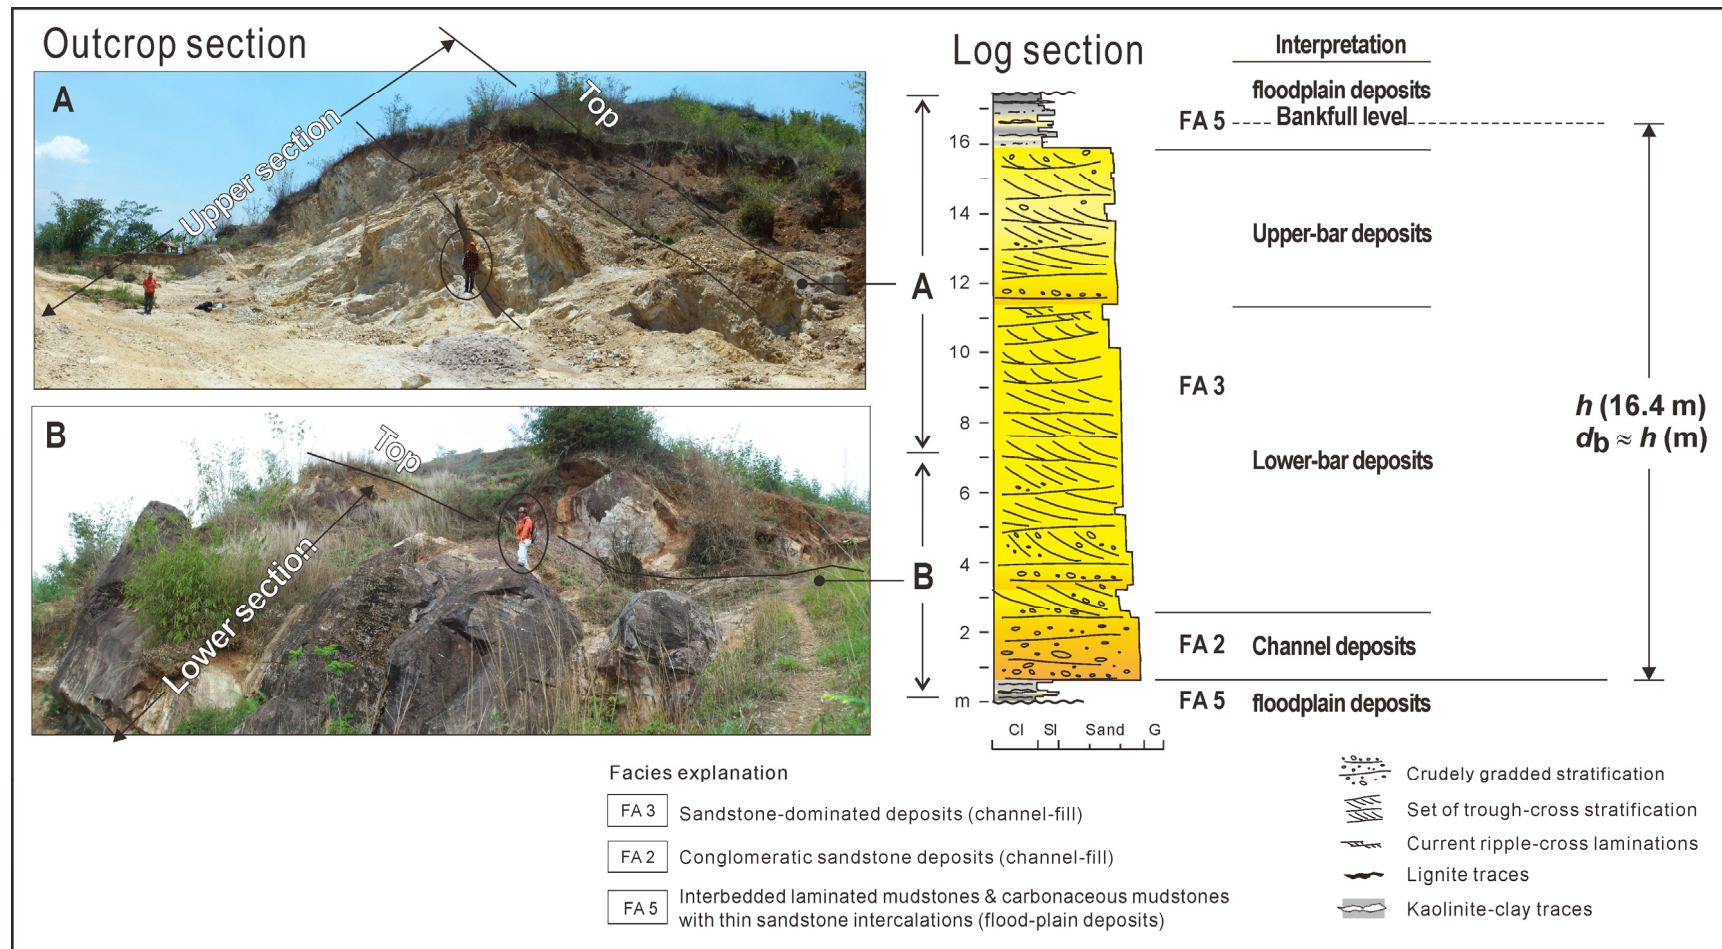 Outcrop section
A
Upper section
Top
B
Top
Lower section
Log section
A
B
16
14
12
10
8
6
4
2
m
Cl Sl Sand G
Interpretation
floodplain deposits
FA 5 Bankfull level
Upper-bar deposits
FA 3
Lower-bar deposits
FA 2 Channel deposits
FA 5 floodplain deposits
h (16.4 m)
db ≈ h (m)
Facies explanation
FA 3 Sandstone-dominated deposits (channel-fill)
FA 2 Conglomeratic sandstone deposits (channel-fill)
FA 5 Interbedded laminated mudstones & carbonaceous mudstones
with thin sandstone intercalations (flood-plain deposits)
Crudely gradded stratification
Set of trough-cross stratification
Current ripple-cross laminations
Lignite traces
Kaolinite-clay traces